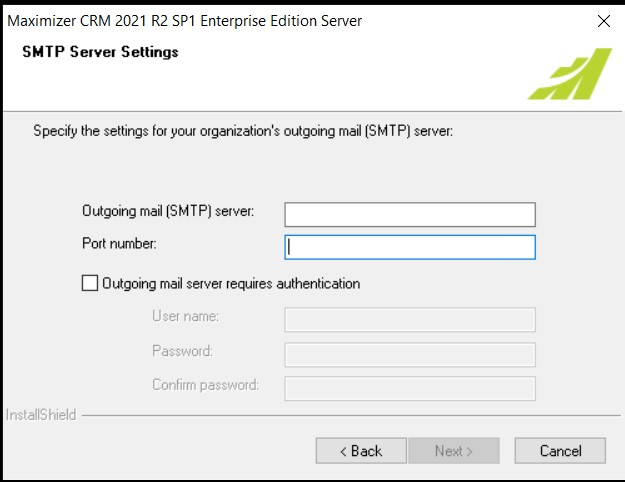 Maximizer CRM 2021 R2 SP1 Enterprise Edition Server
SMTP Server Settings
Specify the settings for your organization's outgoing mail (SMTP) server:
Outgoing mail (SMTP) server:
Port number:
Outgoing mail server requires authentication
User name:
Password:
Confirm password:
InstallShield
< Back Next > Cancel